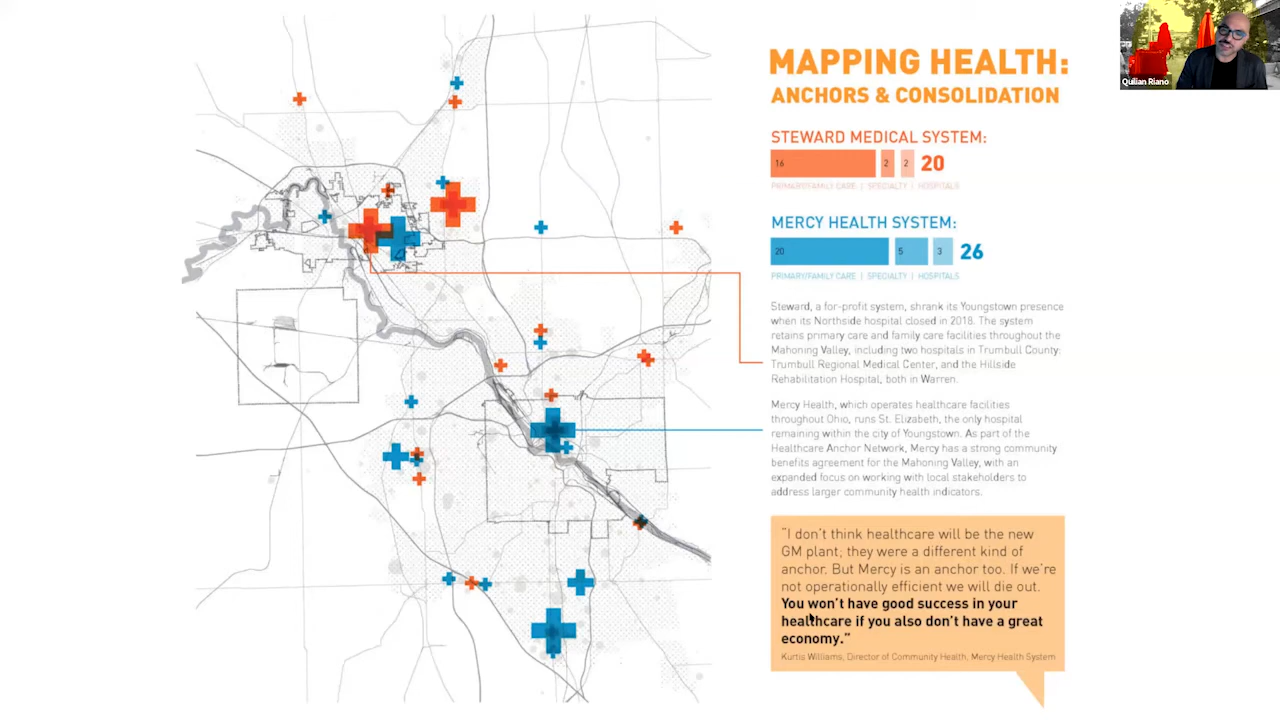 MAPPING HEALTH:
ANCHORS & CONSOLIDATION
STEWARD MEDICAL SYSTEM:
16 2 2 20
PRIMARY/FAMILY CARE | SPECIALTY | HOSPITALS
MERCY HEALTH SYSTEM:
20 5 3 26
PRIMARY/FAMILY CARE | SPECIALTY | HOSPITALS
Steward, a for-profit system, shrank its Youngstown presence
when its Northside hospital closed in 2018. The system
retains primary care and family care facilities throughout the
Mahoning Valley, including two hospitals in Trumbull County:
Trumbull Regional Medical Center, and the Hillside
Rehabilitation Hospital, both in Warren.
Mercy Health, which operates healthcare facilities
throughout Ohio, runs St. Elizabeth, the only hospital
remaining within the city of Youngstown. As part of the
Healthcare Anchor Network, Mercy has a strong community
benefits agreement for the Mahoning Valley, with an
expanded focus on working with local stakeholders to
address larger community health indicators.
"I don't think healthcare will be the new
GM plant; they were a different kind of
anchor. But Mercy is an anchor too. If we're
not operationally efficient we will die out.
You won't have good success in your
healthcare if you also don't have a great
economy."
Kurtis Williams, Director of Community Health, Mercy Health System
Quilian Riano